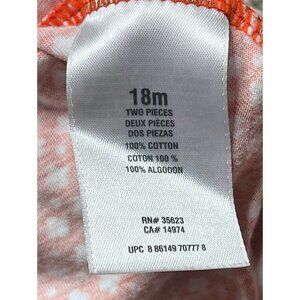 18m
TWO PIECES
DEUX PIÈCES
DOS PIEZAS
100% COTTON
COTON 100 %
100% ALGODON
RN# 35623
CA# 14974
UPC 8 86149 70777 8